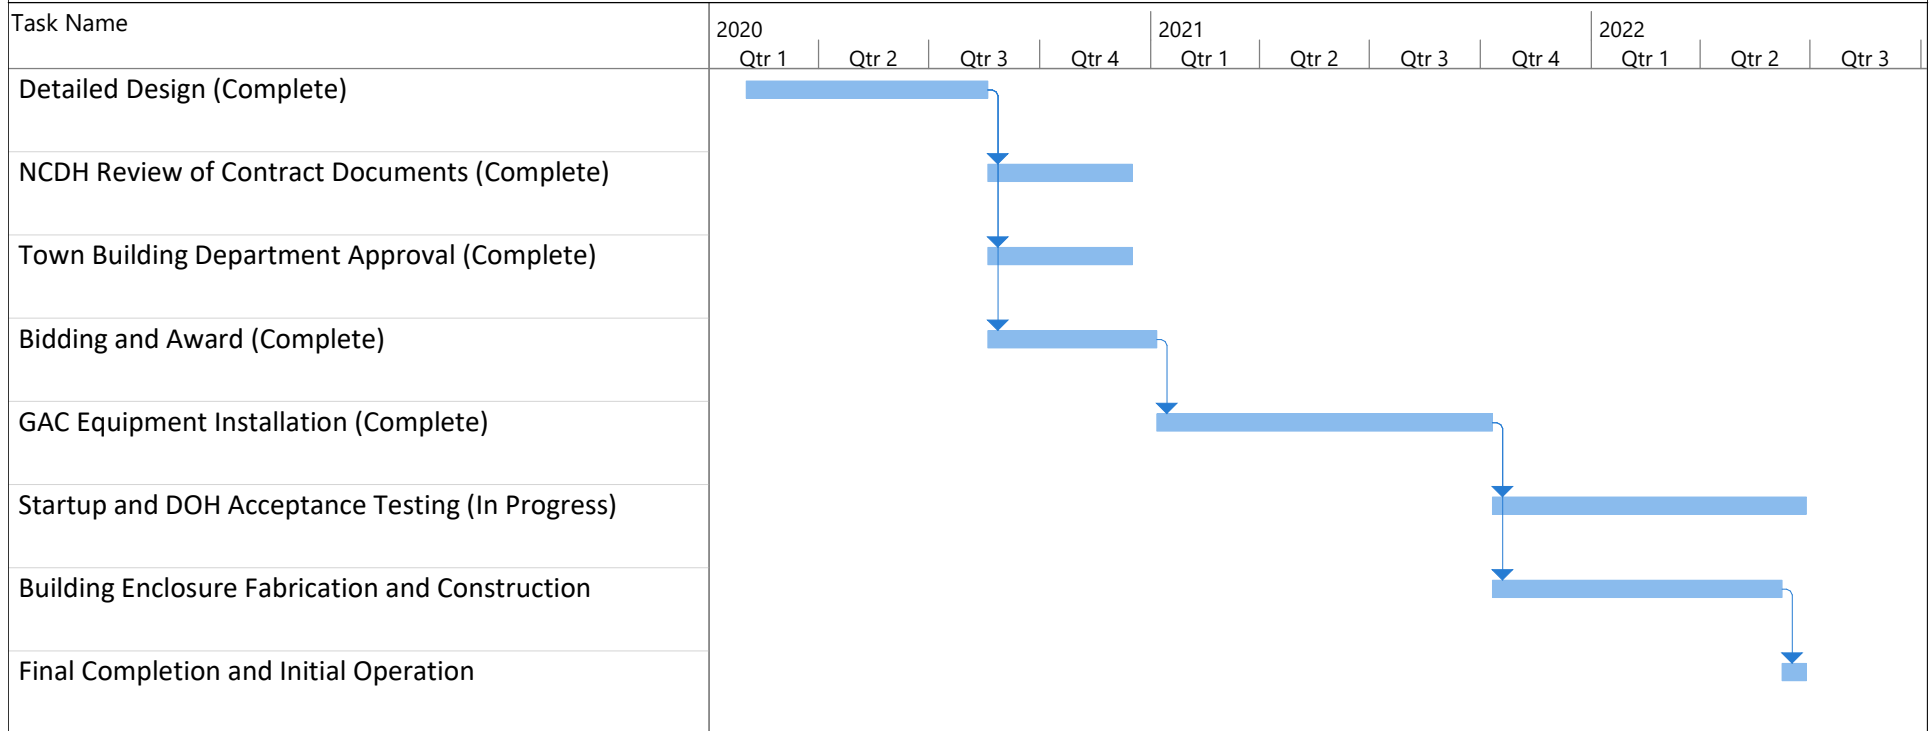 Task Name
2020
2021
2022
Qtr 1
Qtr 2
Qtr 3
Qtr 4
Qtr 1
Qtr 2
Qtr 3
Qtr 4
Qtr 1
Qtr 2
Qtr 3
Detailed Design (Complete)
NCDH Review of Contract Documents (Complete)
Town Building Department Approval (Complete)
Bidding and Award (Complete)
GAC Equipment Installation (Complete)
Startup and DOH Acceptance Testing (In Progress)
Building Enclosure Fabrication and Construction
Final Completion and Initial Operation